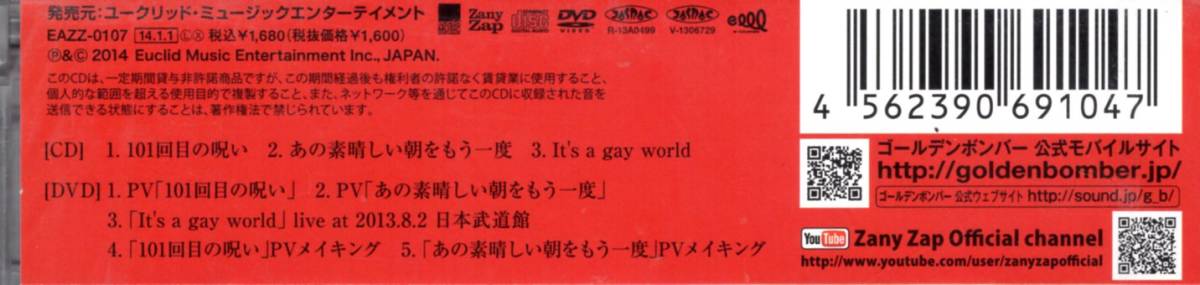 発売元:ユークリッド・ミュージックエンターテイメント
EAZZ-0107 14.1.1 Ⓛ Ⓧ 税込¥1,680(税抜価格¥1,600)
Ⓟ&© 2014 Euclid Music Entertainment Inc., JAPAN.
Zany Zap
DISC
DIGITAL AUDIO
DVD
VIDEO
JASRAC
R-13A0499
JASRAC
V-1306729
このCDは、一定期間貸与非許諾商品ですが、この期間経過後も権利者の許諾なく賃貸業に使用すること、
個人的な範囲を超える使用目的で複製すること、また、ネットワーク等を通じてこのCDに収録された音を
送信できる状態にすることは、著作権法で禁じられています。
[CD] 1. 101回目の呪い 2. あの素晴しい朝をもう一度 3. It's a gay world
[DVD] 1. PV「101回目の呪い」 2. PV「あの素晴しい朝をもう一度」
3.「It's a gay world」live at 2013.8.2 日本武道館
4.「101回目の呪い」PVメイキング 5.「あの素晴しい朝をもう一度」PVメイキング
4 562390 691047
ゴールデンボンバー 公式モバイルサイト
http://goldenbomber.jp/
ゴールデンボンバー 公式ウェブサイト http://sound.jp/g_b/
YouTube Zany Zap Official channel
http://www.youtube.com/user/zanyzapofficial